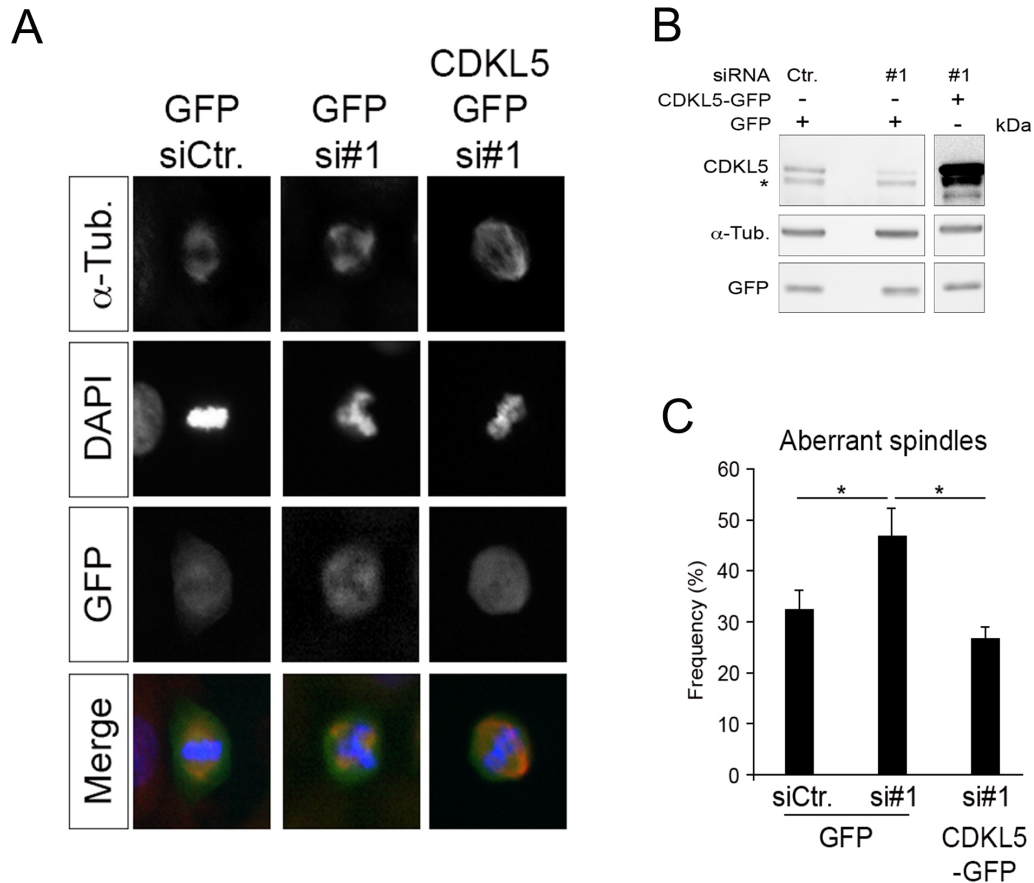 A
CDKL5
GFP GFP GFP
siCtr. si#1 si#1
α-Tub.
DAPI
GFP
Merge
B
siRNA Ctr. #1 #1
CDKL5-GFP - - +
GFP + + - kDa
CDKL5
*
α-Tub.
GFP
C
Aberrant spindles
* *
Frequency (%)
60
50
40
30
20
10
0
siCtr. si#1 si#1
GFP CDKL5
-GFP